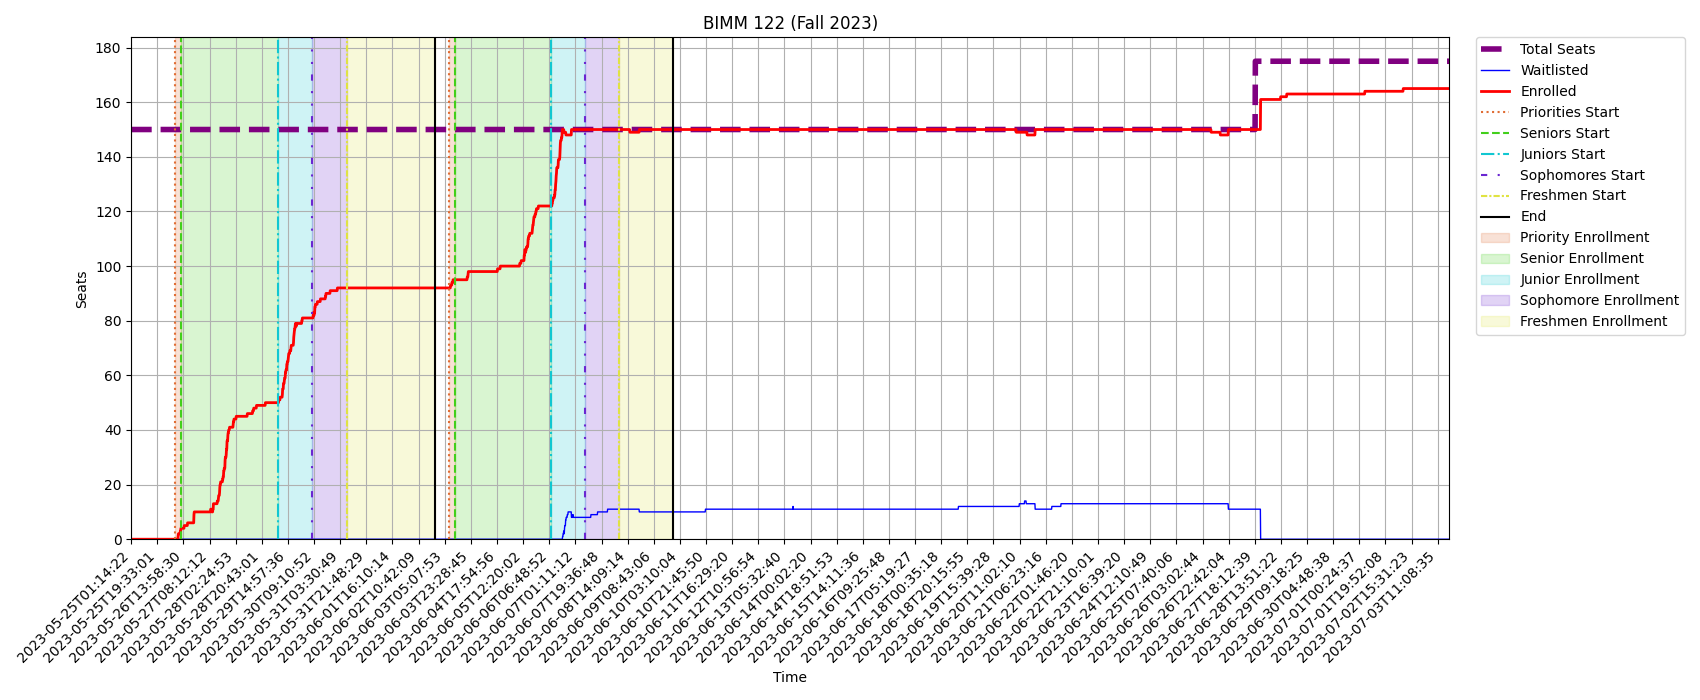 BIMM 122 (Fall 2023)
Seats
180
160
140
120
100
80
60
40
20
0
2023-05-25T01:14:22
2023-05-25T19:33:01
2023-05-26T13:58:30
2023-05-27T08:12:12
2023-05-28T02:24:53
2023-05-28T20:43:01
2023-05-29T14:57:36
2023-05-30T09:10:52
2023-05-31T03:30:49
2023-05-31T21:48:29
2023-06-01T16:10:14
2023-06-02T10:42:09
2023-06-03T05:07:53
2023-06-03T23:28:45
2023-06-04T17:54:56
2023-06-05T12:20:02
2023-06-06T06:48:52
2023-06-07T01:11:12
2023-06-07T19:36:48
2023-06-08T14:09:14
2023-06-09T08:43:06
2023-06-10T03:10:04
2023-06-10T21:45:50
2023-06-11T16:29:20
2023-06-12T10:56:54
2023-06-13T05:32:40
2023-06-14T00:02:20
2023-06-14T18:51:53
2023-06-15T14:11:36
2023-06-16T09:25:48
2023-06-17T05:19:27
2023-06-18T00:35:18
2023-06-18T20:15:55
2023-06-19T15:39:28
2023-06-20T11:02:10
2023-06-21T06:23:16
2023-06-22T01:46:20
2023-06-22T21:10:01
2023-06-23T16:39:20
2023-06-24T12:10:49
2023-06-25T07:40:06
2023-06-26T03:02:44
2023-06-26T22:42:04
2023-06-27T18:12:39
2023-06-28T13:51:22
2023-06-29T09:18:25
2023-06-30T04:48:38
2023-07-01T00:24:37
2023-07-01T19:52:08
2023-07-02T15:31:23
2023-07-03T11:08:35
Time
Total Seats
Waitlisted
Enrolled
Priorities Start
Seniors Start
Juniors Start
Sophomores Start
Freshmen Start
End
Priority Enrollment
Senior Enrollment
Junior Enrollment
Sophomore Enrollment
Freshmen Enrollment